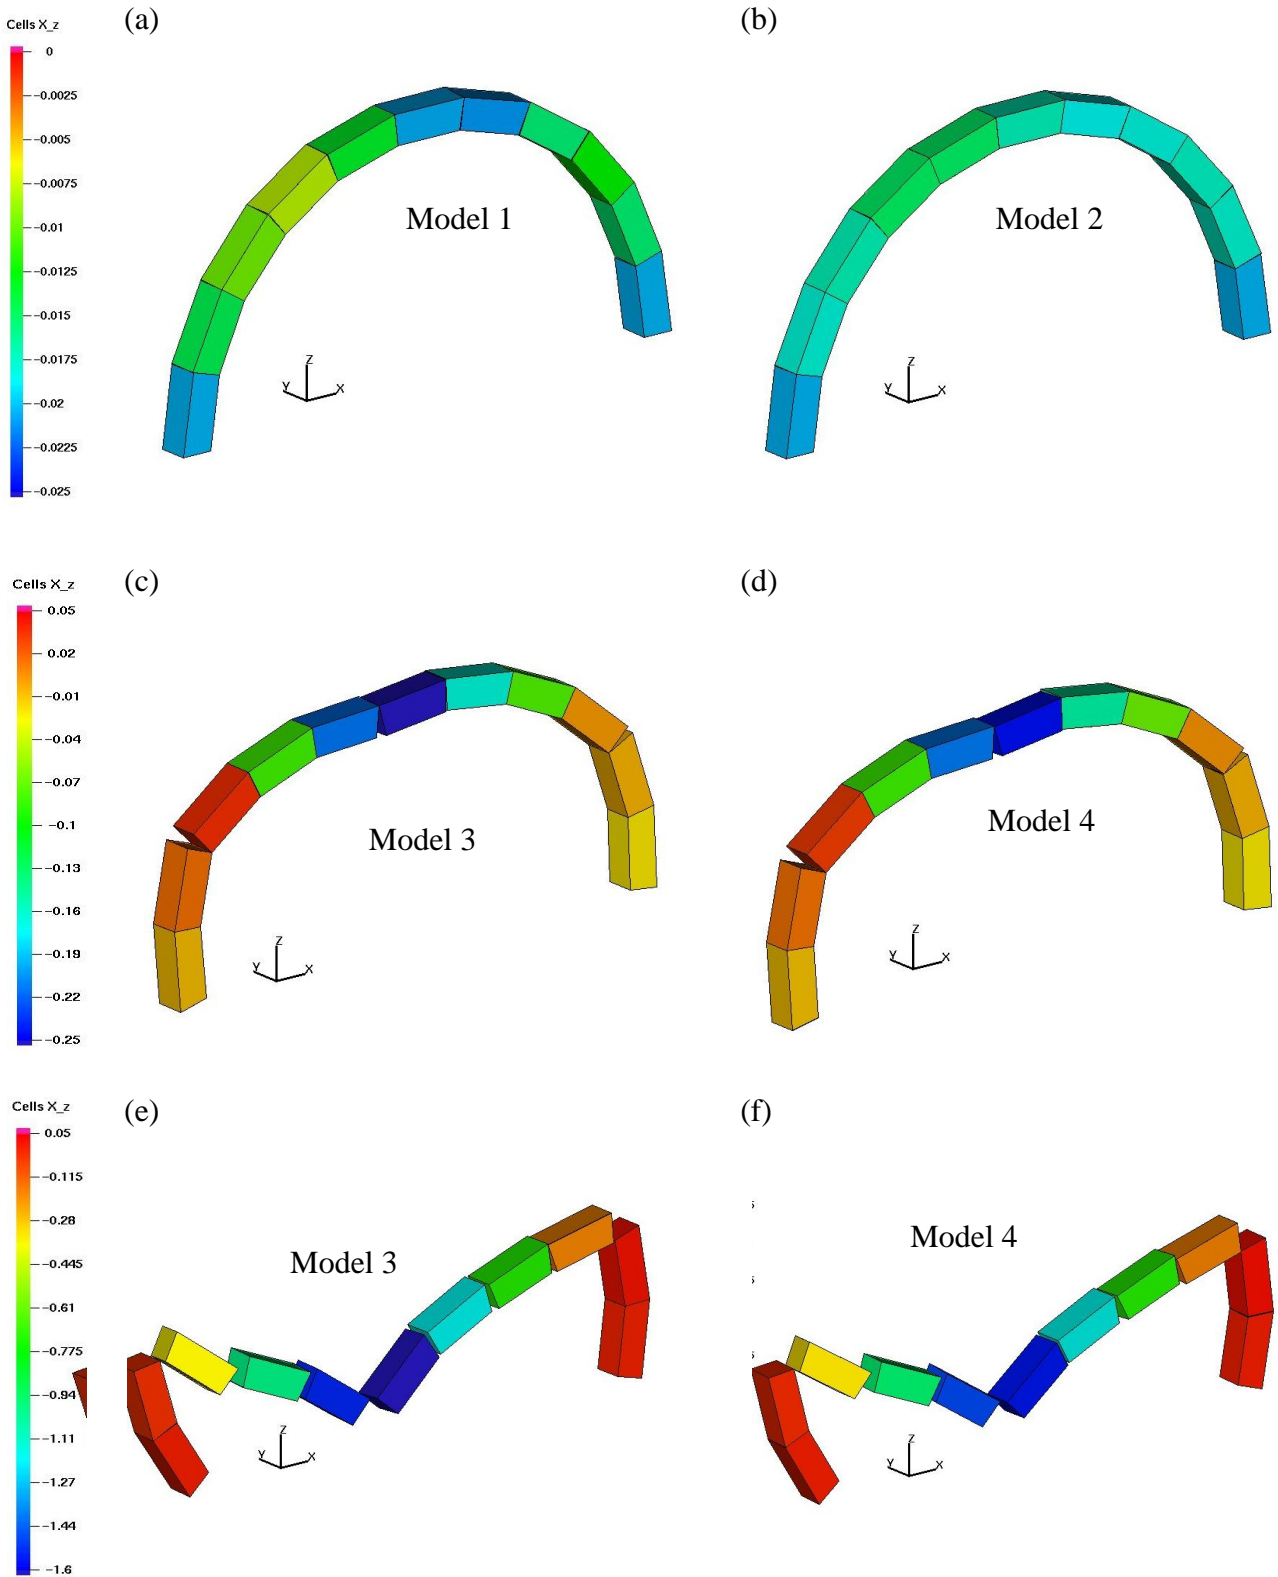 (a)
(b)
Cells X_z
0
-0.0025
-0.005
-0.0075
-0.01
-0.0125
-0.015
-0.0175
-0.02
-0.0225
-0.025
Model 1
Model 2
Z
Y
X
Z
Y
X
(c)
(d)
Cells X_z
0.05
0.02
-0.01
-0.04
-0.07
-0.1
-0.13
-0.16
-0.19
-0.22
-0.25
Model 3
Model 4
Z
Y
X
Z
Y
X
(e)
(f)
Cells X_z
0.05
-0.115
-0.28
-0.445
-0.61
-0.775
-0.94
-1.11
-1.27
-1.44
-1.6
Model 3
Model 4
Z
Y
X
Z
Y
X